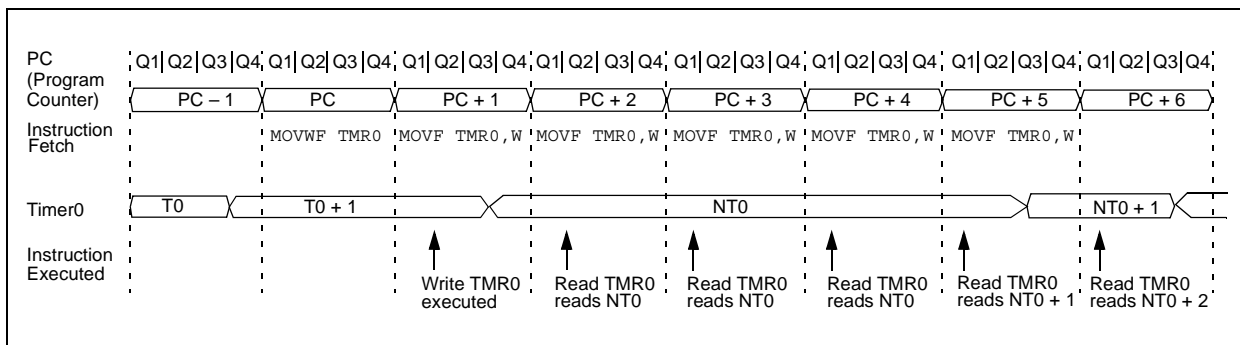 PC
(Program
Counter)
Q1 Q2 Q3 Q4 Q1 Q2 Q3 Q4 Q1 Q2 Q3 Q4 Q1 Q2 Q3 Q4 Q1 Q2 Q3 Q4 Q1 Q2 Q3 Q4 Q1 Q2 Q3 Q4 Q1 Q2 Q3 Q4
PC – 1 PC PC + 1 PC + 2 PC + 3 PC + 4 PC + 5 PC + 6
Instruction
Fetch
MOVWF TMR0 MOVF TMR0,W MOVF TMR0,W MOVF TMR0,W MOVF TMR0,W MOVF TMR0,W
Timer0
T0 T0 + 1 NT0 NT0 + 1
Instruction
Executed
Write TMR0
executed
Read TMR0
reads NT0
Read TMR0
reads NT0
Read TMR0
reads NT0
Read TMR0
reads NT0 + 1
Read TMR0
reads NT0 + 2